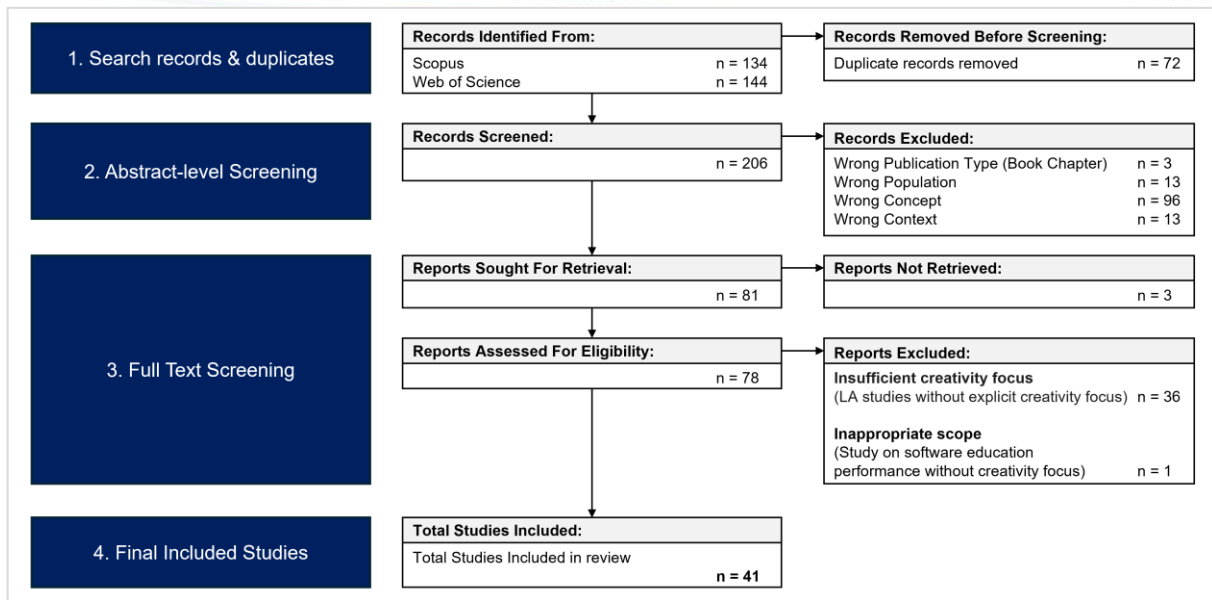 1. Search records & duplicates
Records Identified From:
Scopus n = 134
Web of Science n = 144
Records Removed Before Screening:
Duplicate records removed n = 72
2. Abstract-level Screening
Records Screened:
n = 206
Records Excluded:
Wrong Publication Type (Book Chapter) n = 3
Wrong Population n = 13
Wrong Concept n = 96
Wrong Context n = 13
3. Full Text Screening
Reports Sought For Retrieval:
n = 81
Reports Not Retrieved:
n = 3
Reports Assessed For Eligibility:
n = 78
Reports Excluded:
Insufficient creativity focus
(LA studies without explicit creativity focus) n = 36
Inappropriate scope
(Study on software education
performance without creativity focus) n = 1
4. Final Included Studies
Total Studies Included:
Total Studies Included in review
n = 41